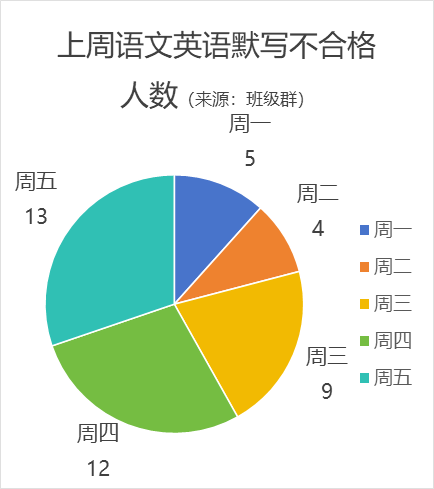 上周语文英语默写不合格
人数（来源：班级群）
周一
5
周二
4
周三
9
周四
12
周五
13
周一
周二
周三
周四
周五